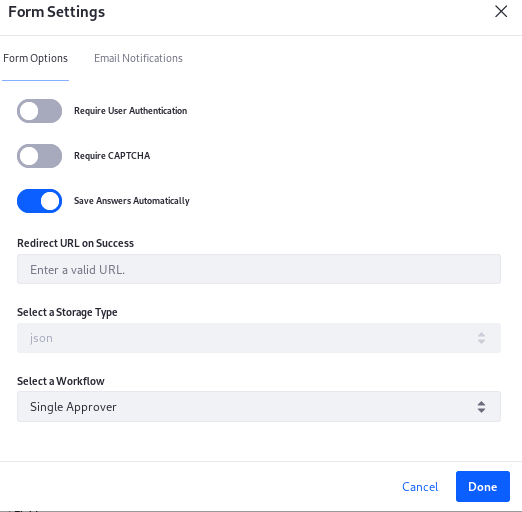 Form Settings
Form Options
Email Notifications
Require User Authentication
Require CAPTCHA
Save Answers Automatically
Redirect URL on Success
Enter a valid URL.
Select a Storage Type
json
Select a Workflow
Single Approver
Cancel
Done